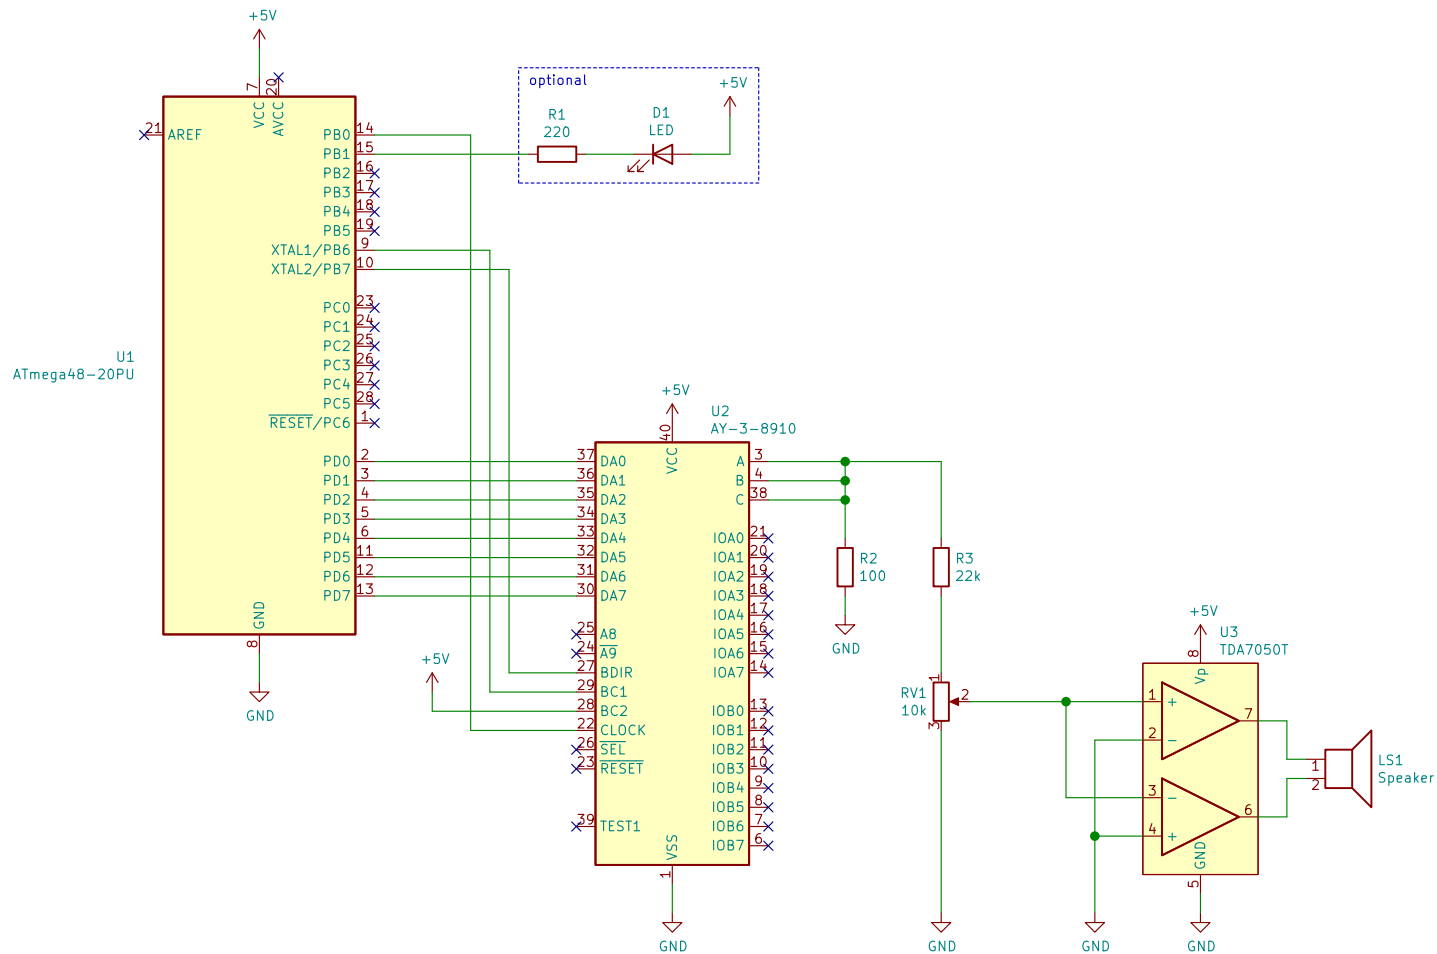 +5V
7
20
VCC
AVCC
21
AREF
PB0
14
PB1
15
PB2
16
PB3
17
PB4
18
PB5
19
XTAL1/PB6
9
XTAL2/PB7
10
PC0
23
PC1
24
PC2
25
PC3
26
PC4
27
PC5
28
RESET/PC6
1
PD0
2
PD1
3
PD2
4
PD3
5
PD4
6
PD5
11
PD6
12
PD7
13
U1
ATmega48-20PU
GND
8
GND
optional
R1
220
D1
LED
+5V
+5V
40
VCC
U2
AY-3-8910
37
DA0
36
DA1
35
DA2
34
DA3
33
DA4
32
DA5
31
DA6
30
DA7
25
A8
24
A9
27
BDIR
29
BC1
28
BC2
22
CLOCK
26
SEL
23
RESET
39
TEST1
+5V
A
3
B
4
C
38
IOA0
21
IOA1
20
IOA2
19
IOA3
18
IOA4
17
IOA5
16
IOA6
15
IOA7
14
IOB0
13
IOB1
12
IOB2
11
IOB3
10
IOB4
9
IOB5
8
IOB6
7
IOB7
6
VSS
1
GND
R2
100
GND
R3
22k
RV1
10k
1
2
3
GND
+5V
8
U3
TDA7050T
Vp
1
+
2
−
7
3
−
4
+
6
GND
5
GND
GND
1
2
LS1
Speaker